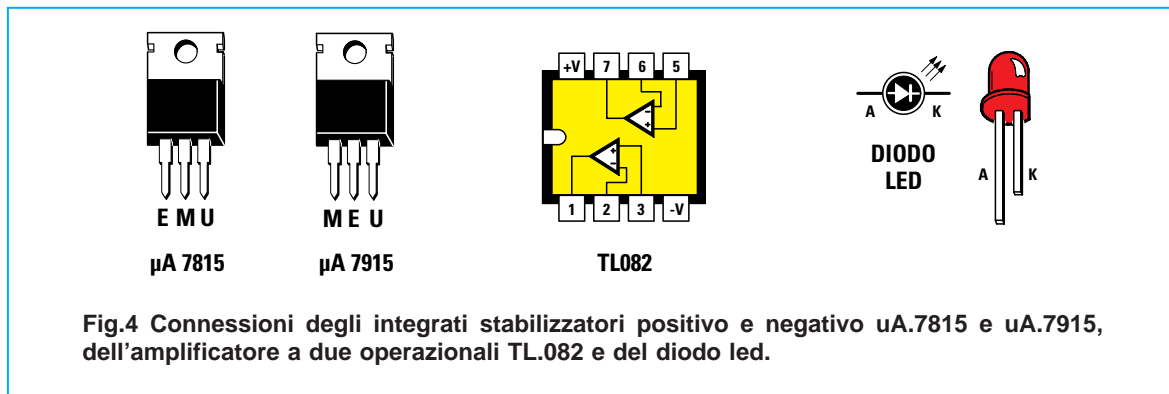 +V 7 6 5
A K
DIODO
LED
A K
E M U
M E U
1 2 3 -V
µA 7815
µA 7915
TL082
Fig.4 Connessioni degli integrati stabilizzatori positivo e negativo uA.7815 e uA.7915,
dell'amplificatore a due operazionali TL.082 e del diodo led.